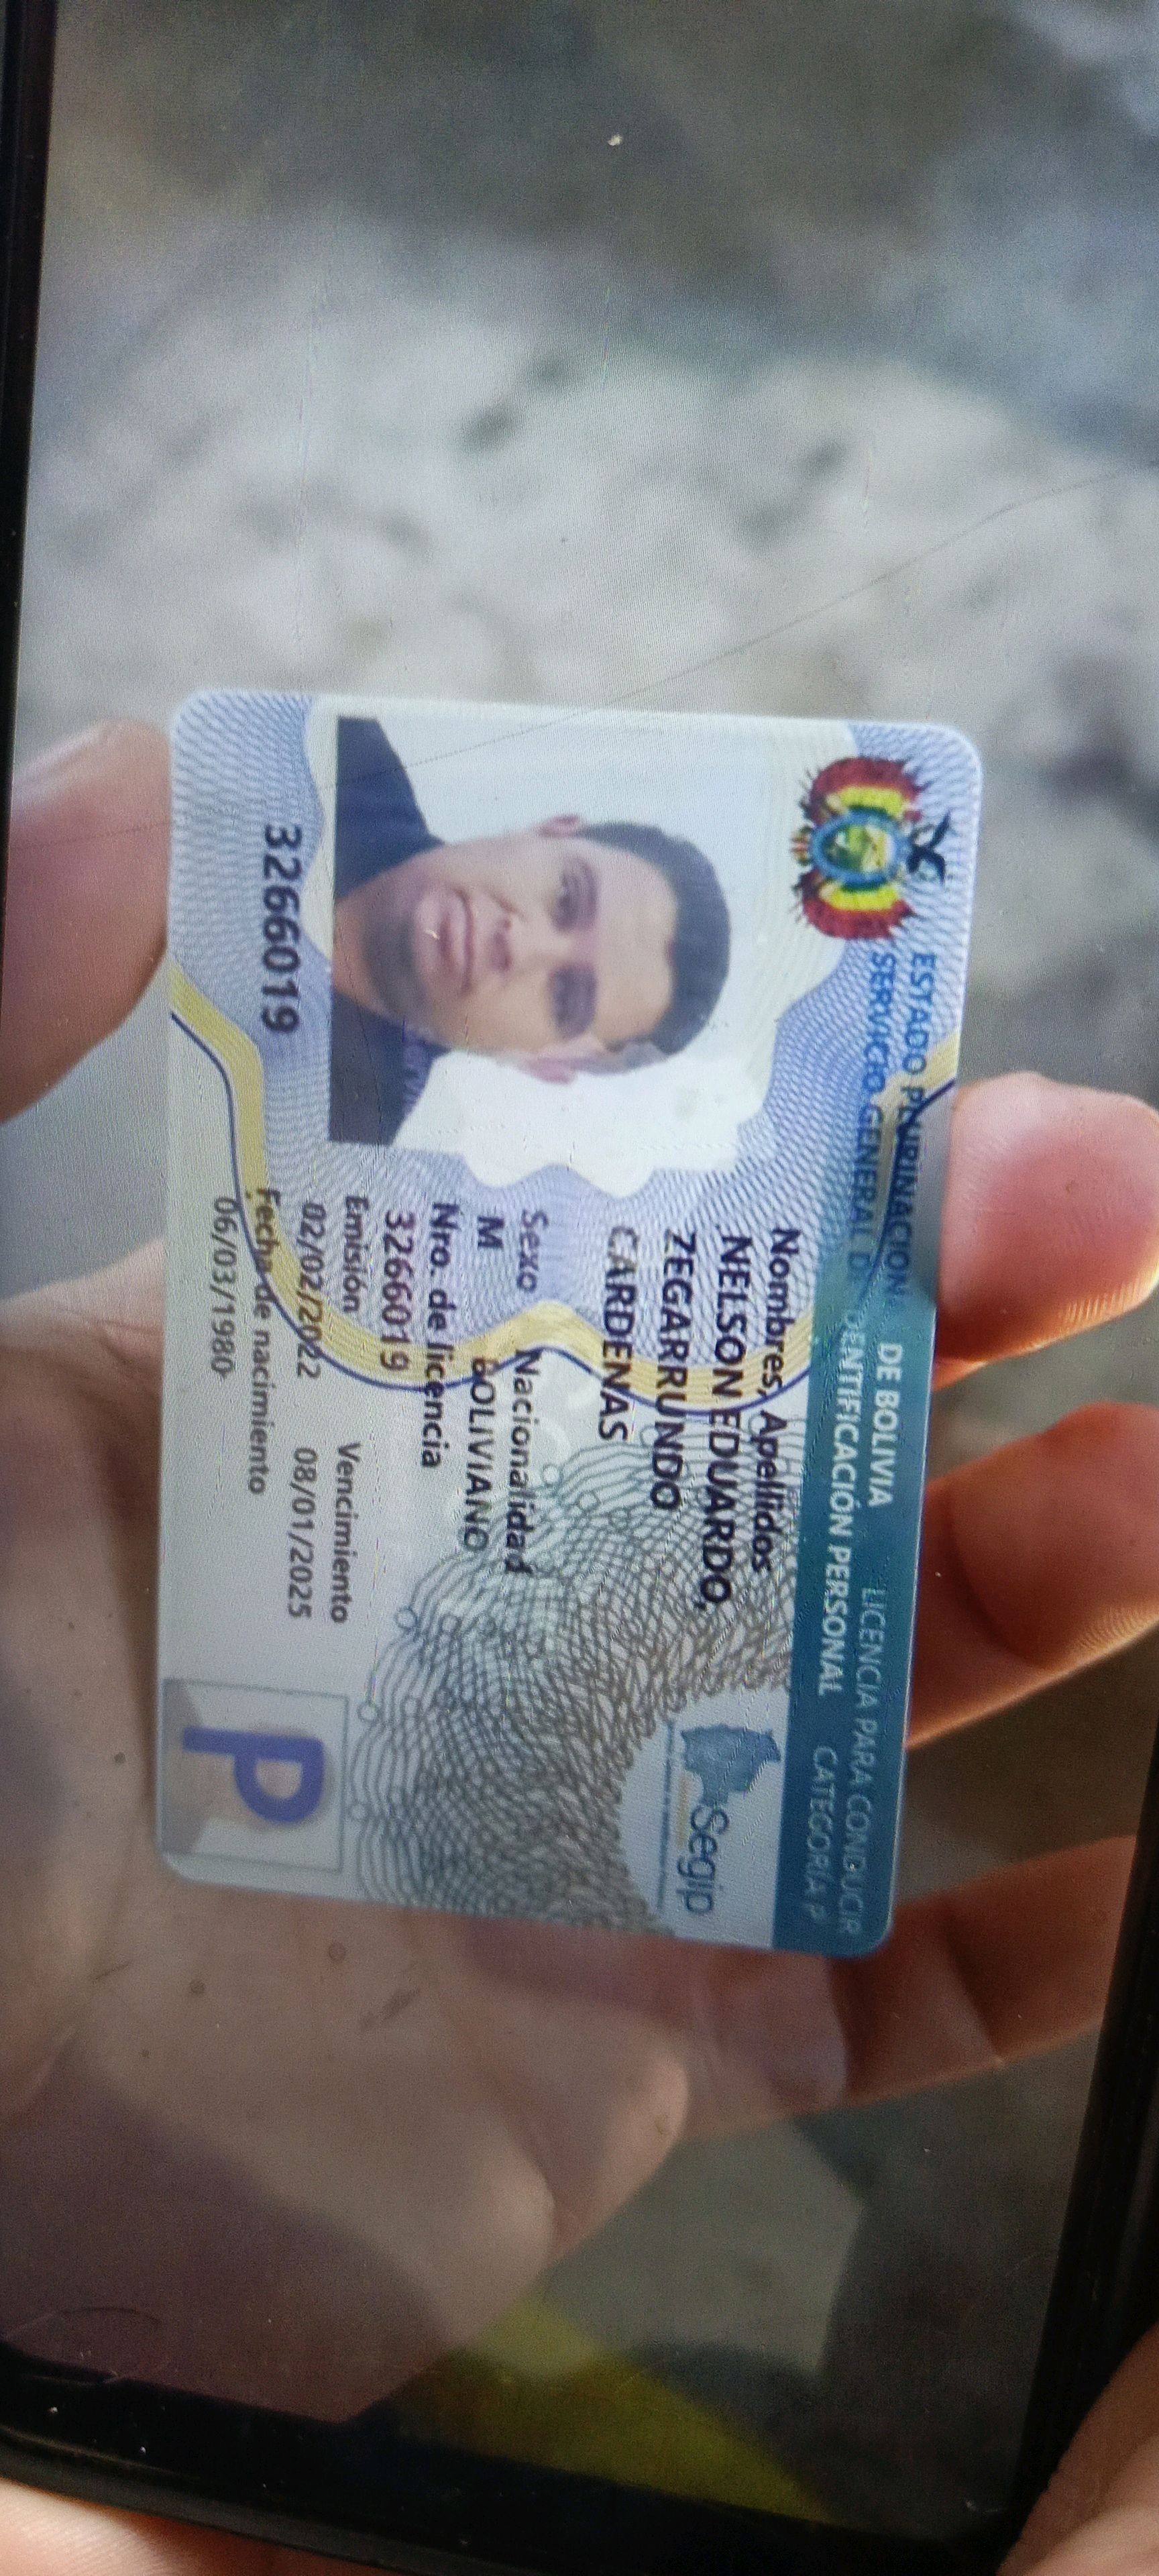 ESTADO PLURINACIONAL DE BOLIVIA LICENCIA PARA CONDUCIR
SERVICIO GENERAL DE IDENTIFICACIÓN PERSONAL CATEGORÍA P
Segip
Nombres, Apellidos
NELSON EDUARDO,
ZEGARRUNDO
CARDENAS
Sexo Nacionalidad
M BOLIVIANO
Nro. de licencia
3266019
Emisión Vencimiento
02/02/2022 08/01/2025
Fecha de nacimiento
06/03/1980
3266019
P